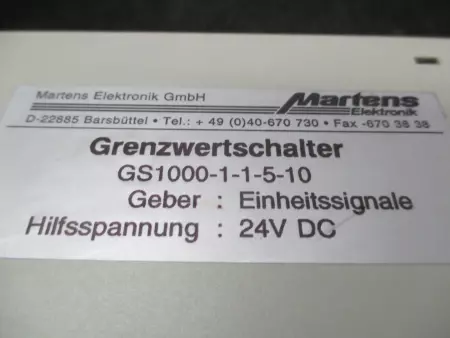 Martens Elektronik GmbH
Martens
Elektronik
D-22885 Barsbüttel • Tel.: + 49 (0)40-670 730 • Fax -670 38 38
Grenzwertschalter
GS1000-1-1-5-10
Geber : Einheitssignale
Hilfsspannung : 24V DC